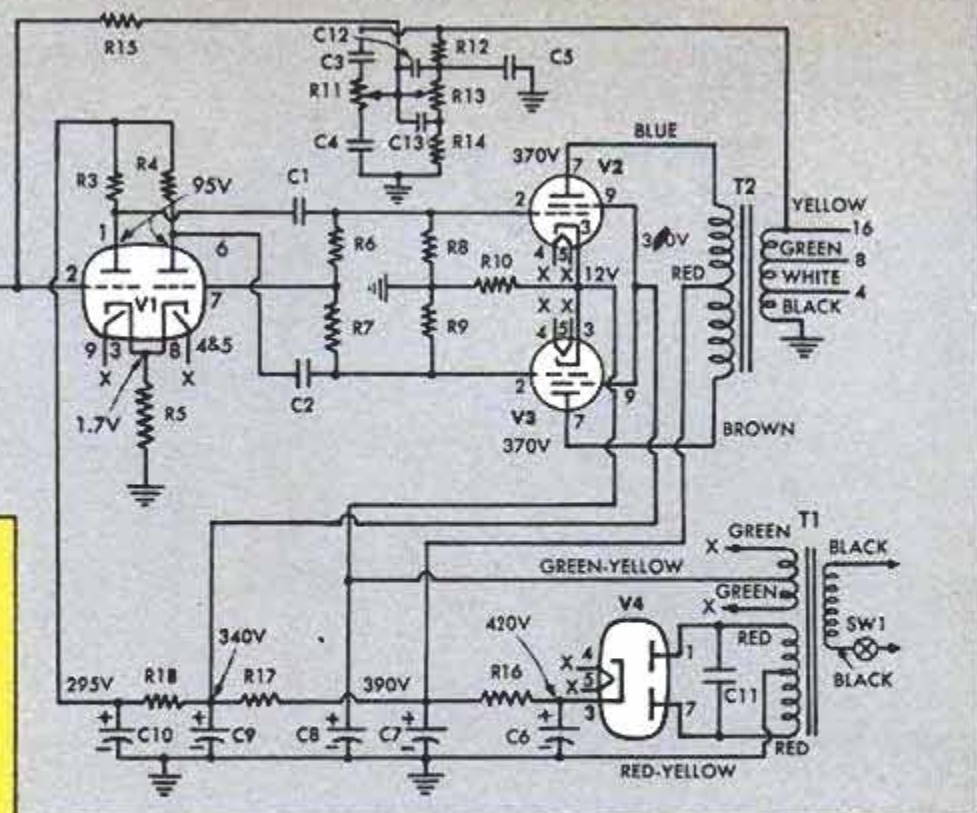 R15
C12
C3
R12
C5
R11
R13
C4
C13
R14
BLUE
R3
R4
95V
C1
370V
7
V2
T2
1
6
2
9
3
4
5
YELLOW
16
R6
R8
R10
X X
12V
RED
GREEN
8
WHITE
4
BLACK
2
V1
7
R7
R9
X X
4
5
3
9
3
8
4&5
X
X
1.7V
R5
C2
2
9
V3
7
370V
BROWN
T1
X
GREEN
BLACK
GREEN-YELLOW
GREEN
X
V4
SW1
340V
420V
X
4
X
5
3
1
RED
BLACK
295V
R18
R17
390V
R16
C11
7
+
-
C10
+
-
C9
C8
+
-
C7
+
-
C6
+
-
RED
RED-YELLOW